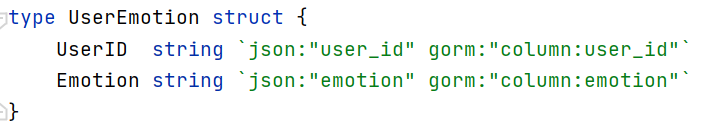 type UserEmotion struct {
    UserID  string `json:"user_id" gorm:"column:user_id"`
    Emotion string `json:"emotion" gorm:"column:emotion"`
}